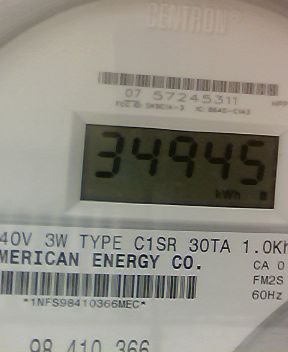 CENTRON®
07 57245311
34945
kWh
40V 3W TYPE C1SR 30TA 1.0Kh
MERICAN ENERGY CO.
CA 0
FM2S
60Hz
*1NFS98410366MEC*
98 410 366